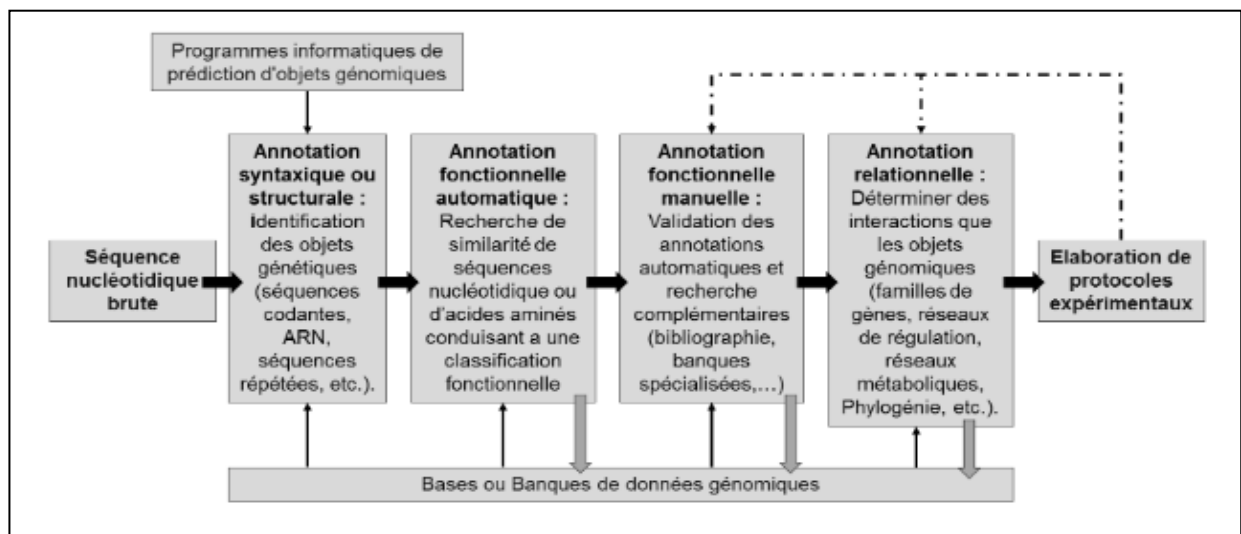 Programmes informatiques de
prédiction d'objets génomiques
Séquence
nucléotidique
brute
Annotation
syntaxique ou
structurale :
identification
des objets
génétiques
(séquences
codantes,
ARN,
séquences
répétées, etc.).
Annotation
fonctionnelle
automatique :
Recherche de
similarité de
séquences
nucléotidique ou
d'acides aminés
conduisant a une
classification
fonctionnelle
Annotation
fonctionnelle
manuelle :
Validation des
annotations
automatiques et
recherche
complémentaires
(bibliographie,
banques
spécialisées,...)
Annotation
relationnelle :
Déterminer des
interactions que
les objets
génomiques
(familles de
gènes, réseaux
de régulation,
réseaux
métaboliques,
Phylogénie, etc.).
Elaboration de
protocoles
expérimentaux
Bases ou Banques de données génomiques